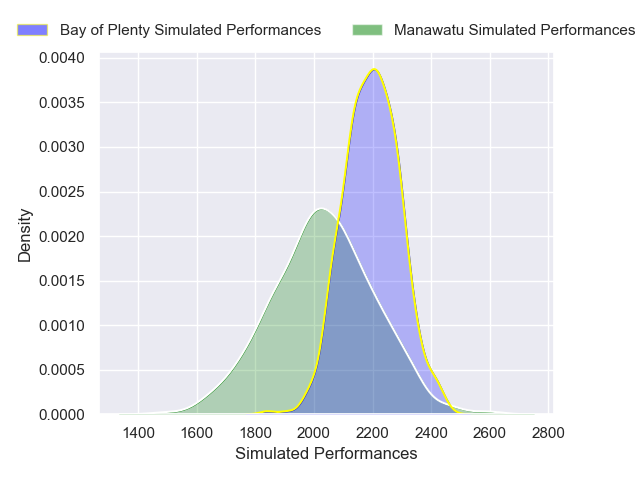 Bay of Plenty Simulated Performances
Manawatu Simulated Performances
0.0040
0.0035
0.0030
0.0025
0.0020
0.0015
0.0010
0.0005
0.0000
Density
1400 1600 1800 2000 2200 2400 2600 2800
Simulated Performances